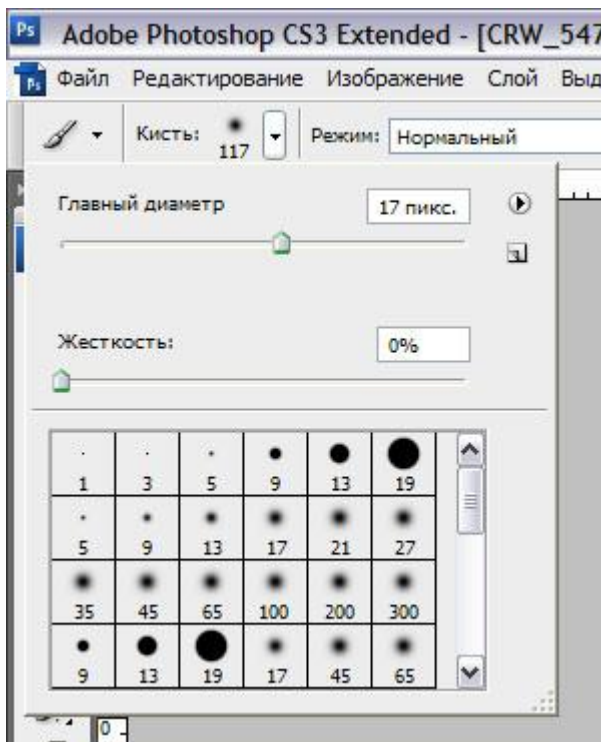 Ps Adobe Photoshop CS3 Extended - [CRW_547
Ps Файл Редактирование Изображение Слой Выд
Кисть: 117 Режим: Нормальный
Главный диаметр 17 пикс.
Жесткость: 0%
1 3 5 9 13 19
5 9 13 17 21 27
35 45 65 100 200 300
9 13 19 17 45 65
0